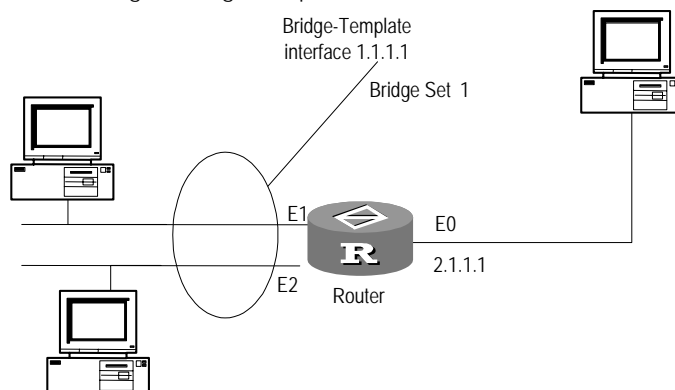 Bridge-Template
interface 1.1.1.1
Bridge Set 1
E1
E0
R
2.1.1.1
E2
Router